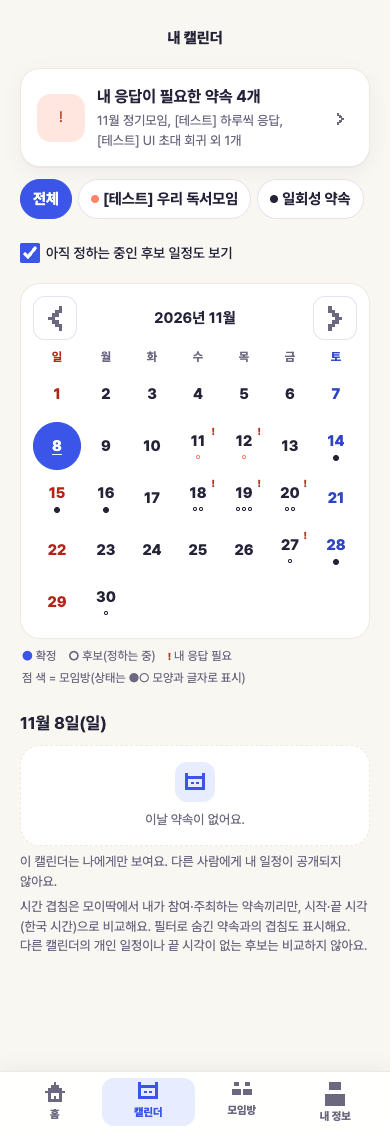 내 캘린더
! 내 응답이 필요한 약속 4개
11월 정기모임, [테스트] 하루씩 응답,
[테스트] UI 초대 회귀 외 1개
전체 [테스트] 우리 독서모임 일회성 약속
아직 정하는 중인 후보 일정도 보기
2026년 11월
일 월 화 수 목 금 토
1 2 3 4 5 6 7
8 9 10 11 ! 12 ! 13 14
15 16 17 18 ! 19 ! 20 ! 21
22 23 24 25 26 27 ! 28
29 30
확정 후보(정하는 중) ! 내 응답 필요
점 색 = 모임방(상태는 ●○ 모양과 글자로 표시)
11월 8일(일)
이날 약속이 없어요.
이 캘린더는 나에게만 보여요. 다른 사람에게 내 일정이 공개되지
않아요.
시간 겹침은 모이딱에서 내가 참여·주최하는 약속끼리만, 시작·끝 시각
(한국 시간)으로 비교해요. 필터로 숨긴 약속과의 겹침도 표시해요.
다른 캘린더의 개인 일정이나 끝 시각이 없는 후보는 비교하지 않아요.
홈 캘린더 모임방 내 정보